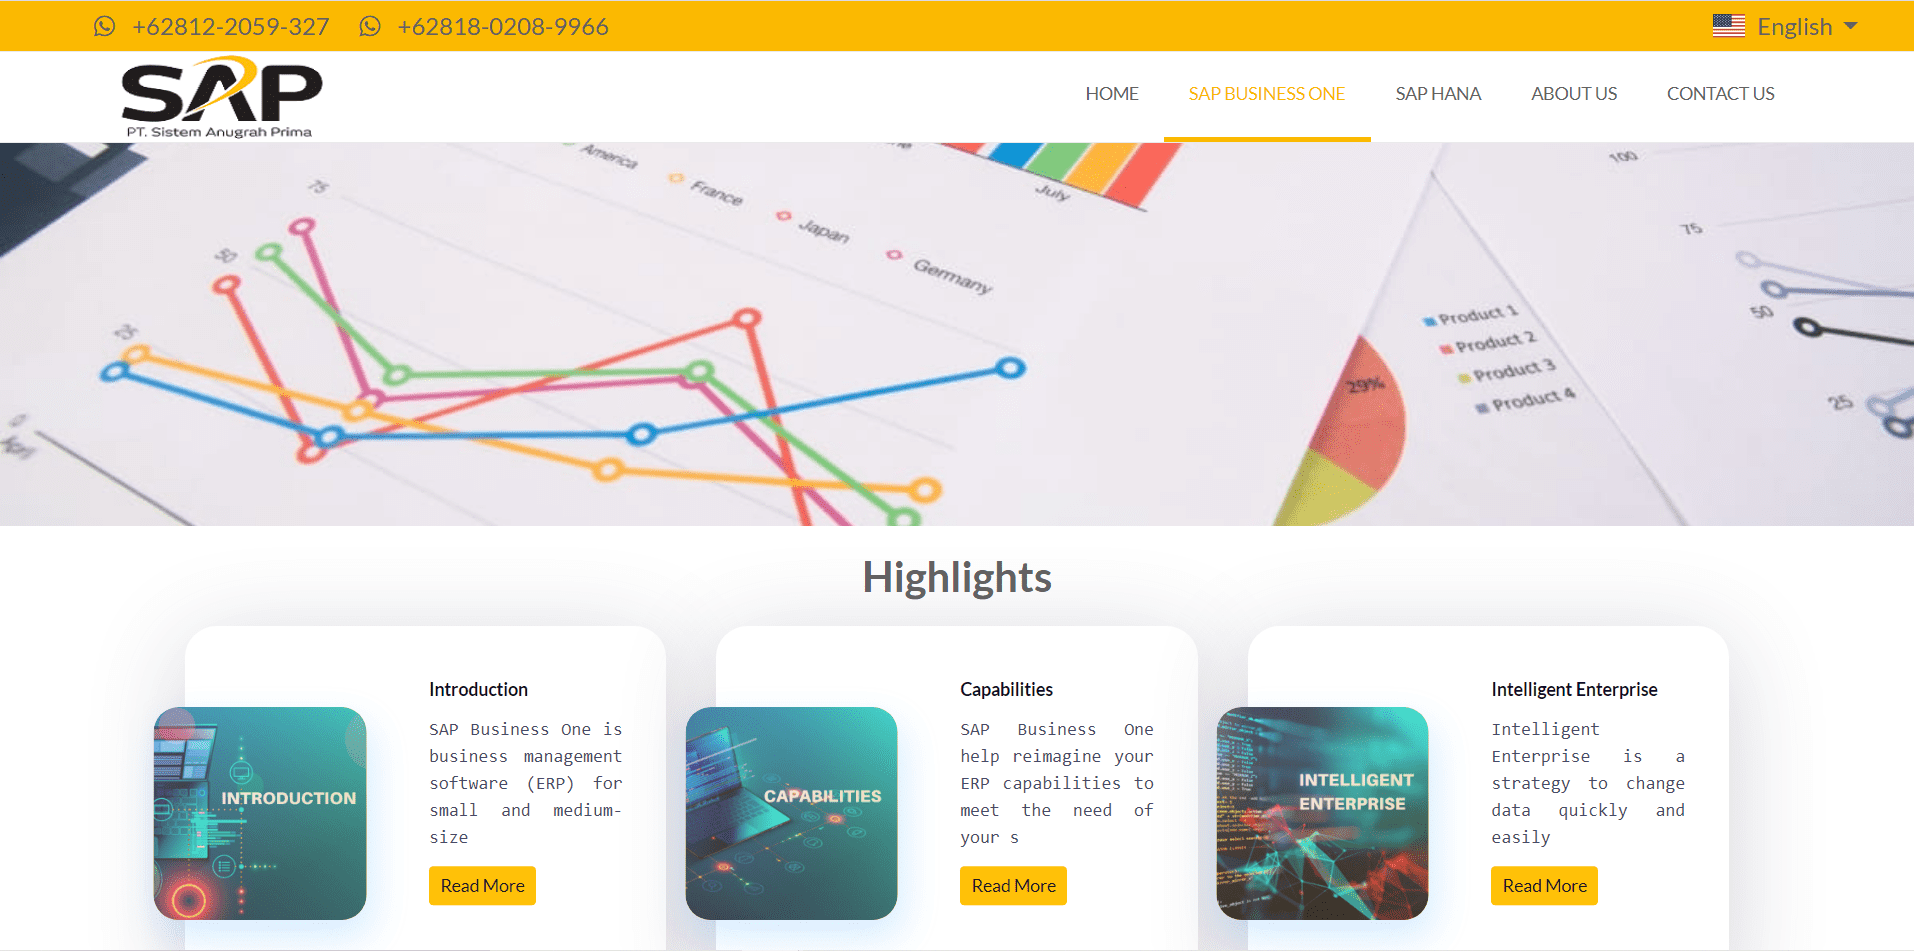 +62812-2059-327 +62818-0208-9966 English
SAP
PT. Sistem Anugrah Prima
HOME SAP BUSINESS ONE SAP HANA ABOUT US CONTACT US
America
France
Japan
Germany
July
75
50
25
0
April
29%
Product 1
Product 2
Product 3
Product 4
100
75
50
25
Highlights
INTRODUCTION
Introduction
SAP Business One is
business management
software (ERP) for
small and medium-
size
Read More
CAPABILITIES
Capabilities
SAP Business One
help reimagine your
ERP capabilities to
meet the need of
your s
Read More
INTELLIGENT
ENTERPRISE
Intelligent Enterprise
Intelligent
Enterprise is a
strategy to change
data quickly and
easily
Read More